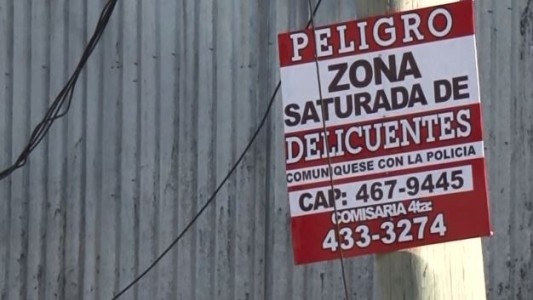 PELIGRO
ZONA
SATURADA DE
DELICUENTES
COMUNIQUESE CON LA POLICIA
CAP: 467-9445
COMISARIA 4ta:
433-3274